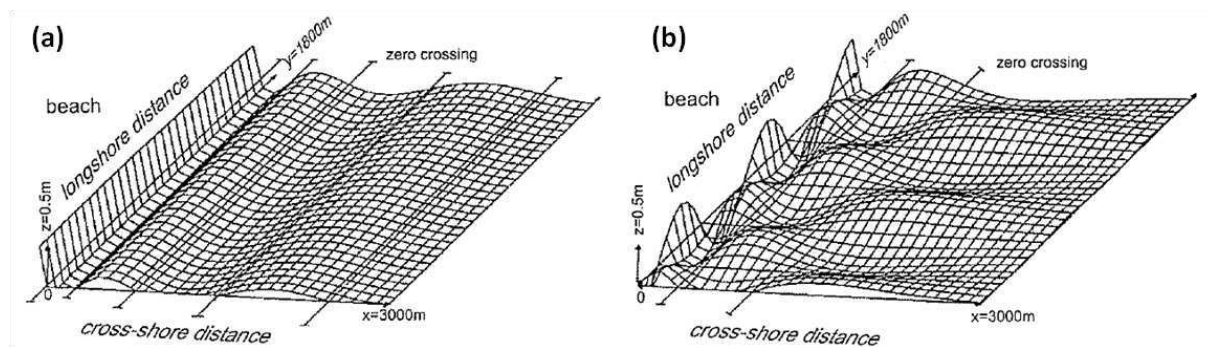 (a)
beach
longshore distance
y=1800m
zero crossing
z=0.5m
0
x=3000m
cross-shore distance
(b)
beach
longshore distance
y=1800m
zero crossing
z=0.5m
0
x=3000m
cross-shore distance